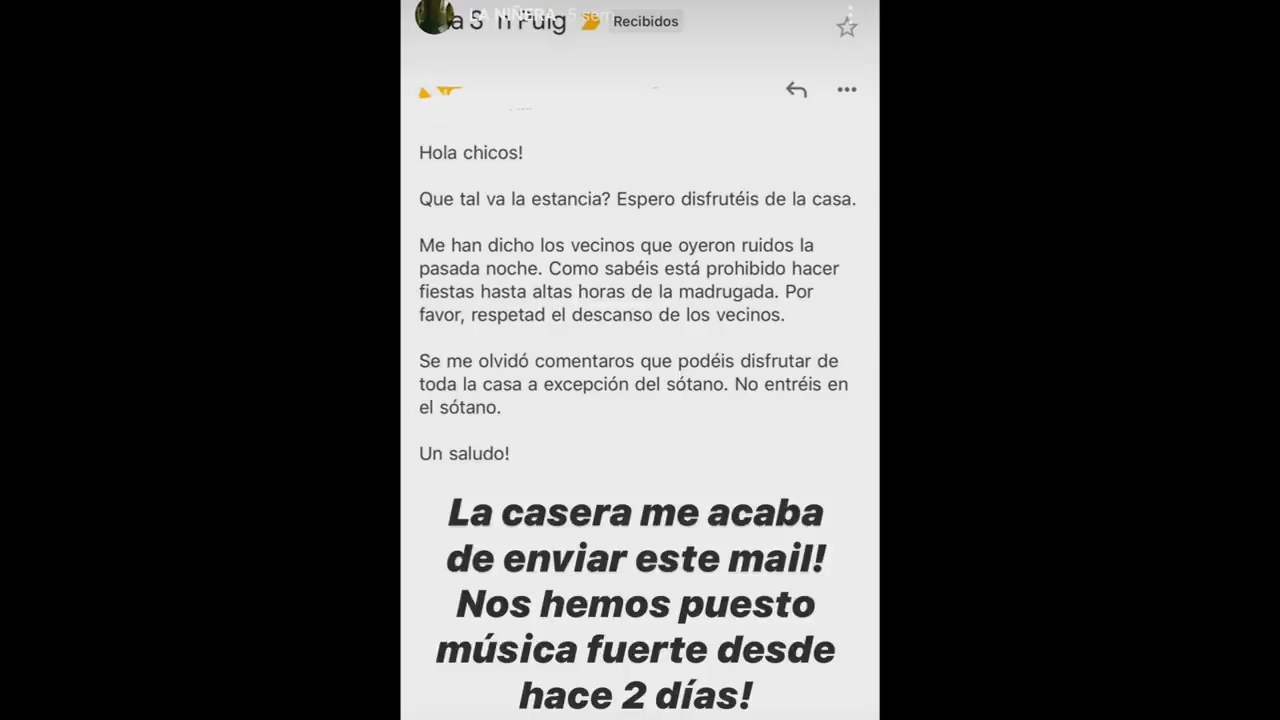 LA NIÑERA 5 sem
Puig
Recibidos
Hola chicos!
Que tal va la estancia? Espero disfrutéis de la casa.
Me han dicho los vecinos que oyeron ruidos la
pasada noche. Como sabéis está prohibido hacer
fiestas hasta altas horas de la madrugada. Por
favor, respetad el descanso de los vecinos.
Se me olvidó comentaros que podéis disfrutar de
toda la casa a excepción del sótano. No entréis en
el sótano.
Un saludo!
La casera me acaba
de enviar este mail!
Nos hemos puesto
música fuerte desde
hace 2 días!